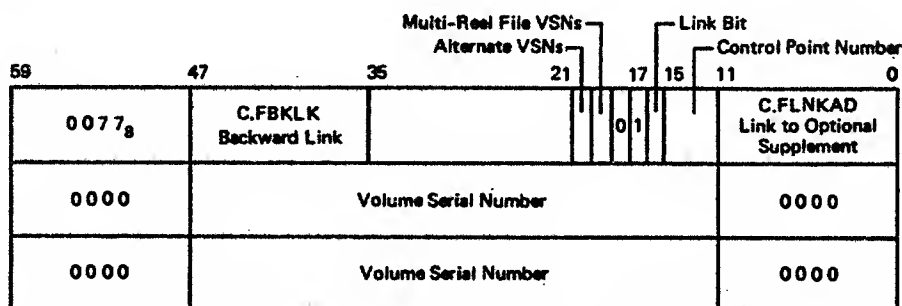 Multi-Reel File VSNs
Link Bit
Alternate VSNs
Control Point Number
59 47 35 21 17 15 11 0
0077₈
C.FBKLK
Backward Link
0 1
C.FLNKAD
Link to Optional
Supplement
0000 Volume Serial Number 0000
0000 Volume Serial Number 0000